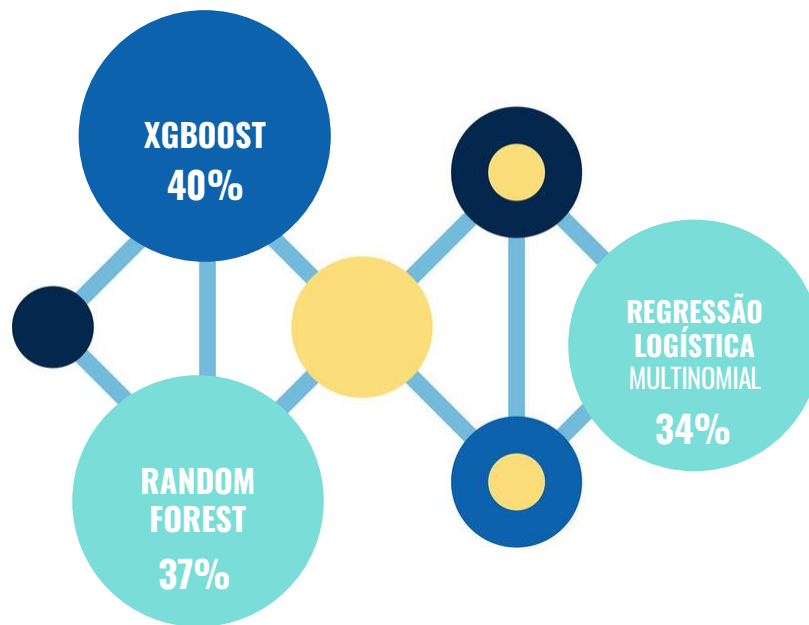 XGBOOST
40%
RANDOM
FOREST
37%
REGRESSÃO
LOGÍSTICA
MULTINOMIAL
34%